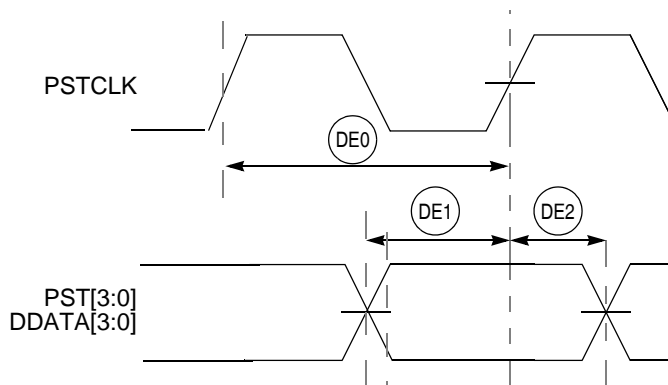 PSTCLK
DE0
DE1
DE2
PST[3:0]
DDATA[3:0]